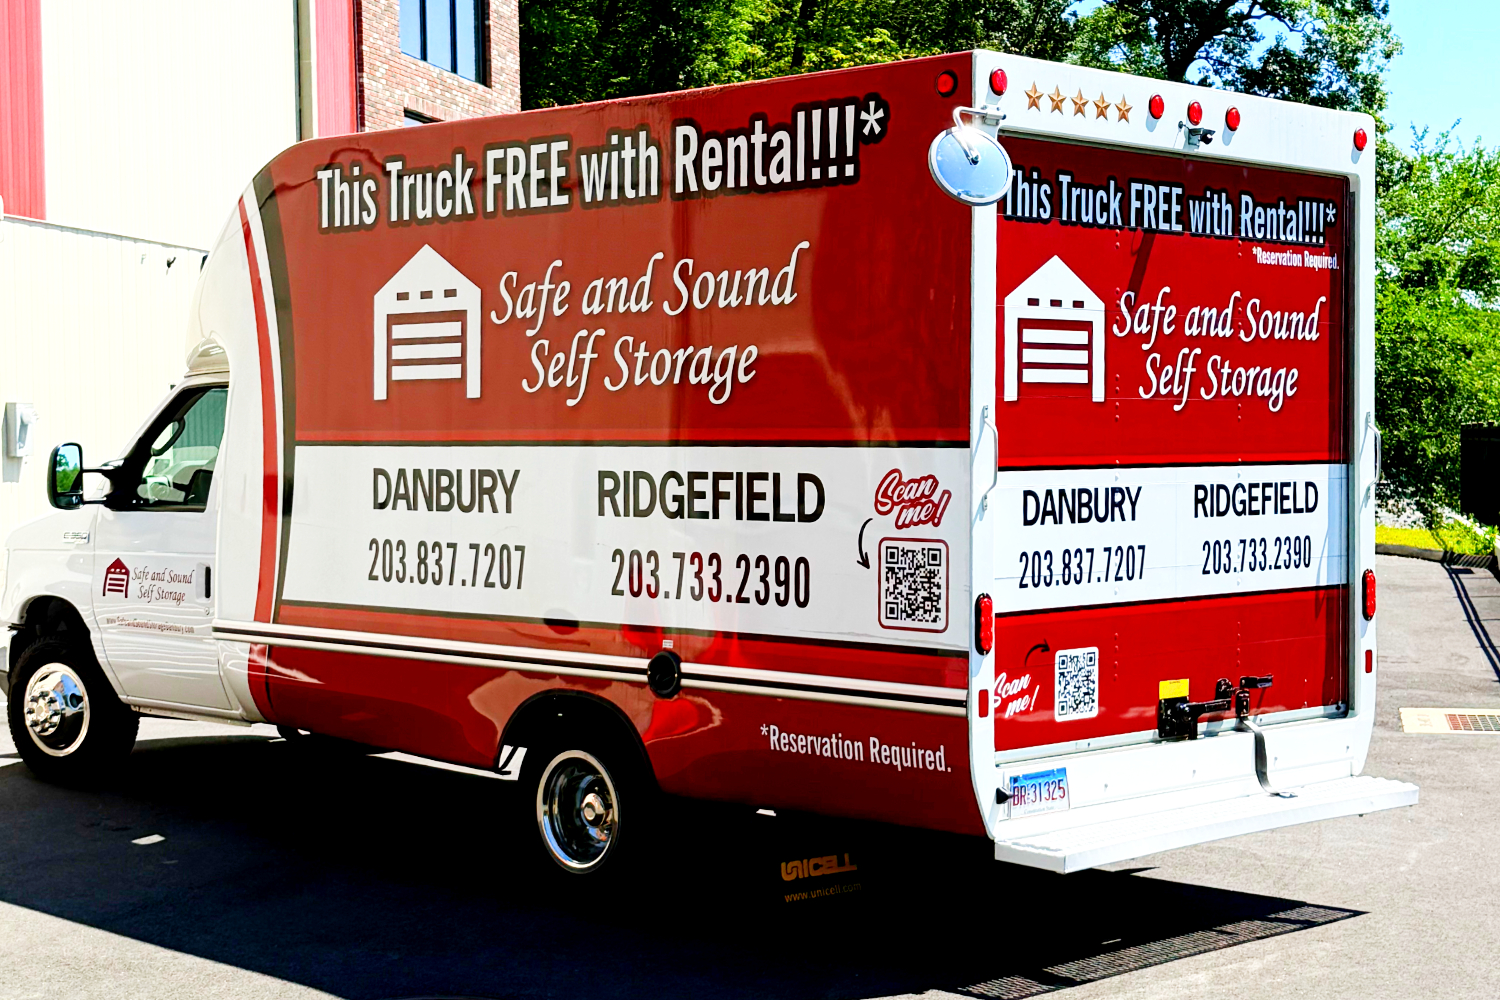 This Truck FREE with Rental!!!*
Safe and Sound
Self Storage
DANBURY
203.837.7207
RIDGEFIELD
203.733.2390
Scan
me!
*Reservation Required.
This Truck FREE with Rental!!!*
*Reservation Required.
Safe and Sound
Self Storage
DANBURY
203.837.7207
RIDGEFIELD
203.733.2390
Scan
me!
Safe and Sound
Self Storage
UNICELL
www.unicell.com